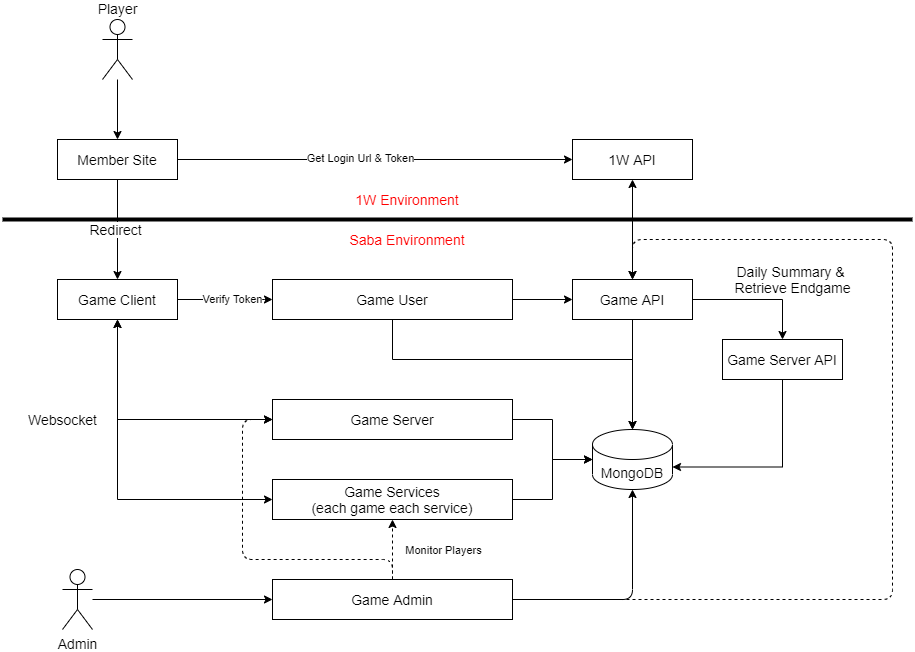 Player
Member Site
Get Login Url & Token
1W API
1W Environment
Redirect
Saba Environment
Daily Summary &
Retrieve Endgame
Game Client
Verify Token
Game User
Game API
Game Server API
Websocket
Game Server
MongoDB
Game Services
(each game each service)
Monitor Players
Game Admin
Admin